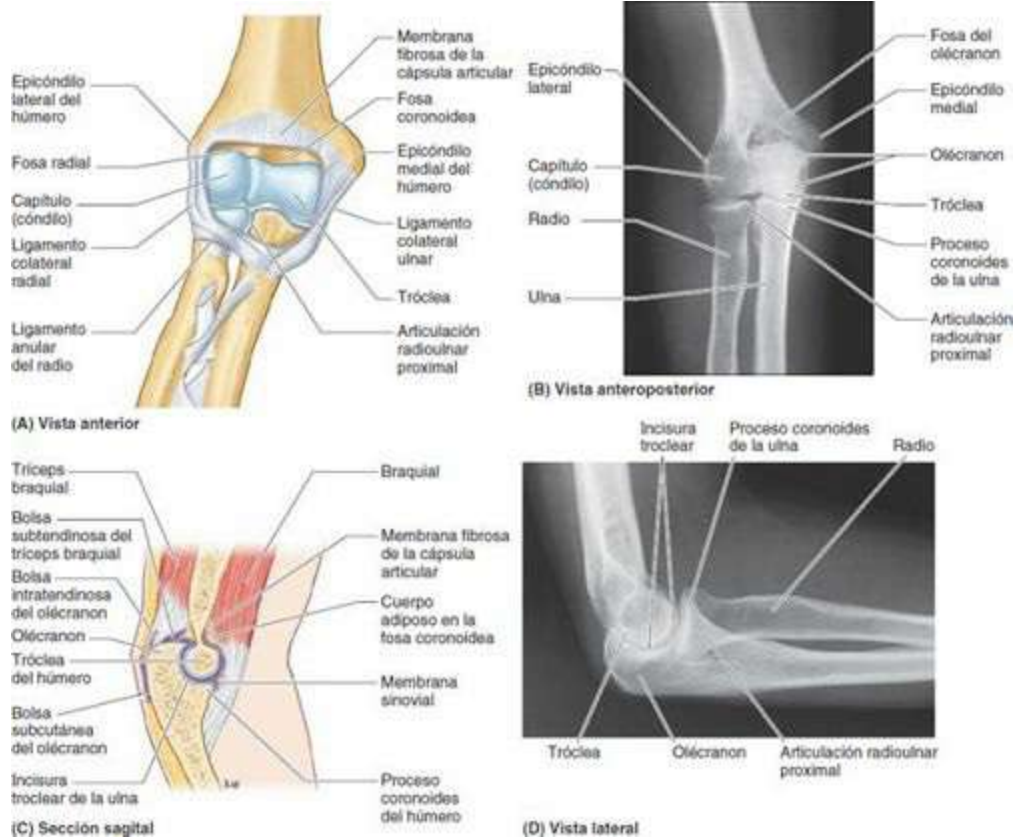 Epicóndilo
lateral del
húmero
Fosa radial
Capítulo
(cóndilo)
Ligamento
colateral
radial
Ligamento
anular
del radio
Membrana
fibrosa de la
cápsula articular
Fosa
coronoidea
Epicóndilo
medial del
húmero
Ligamento
colateral
ulnar
Tróclea
Articulación
radioulnar
proximal
(A) Vista anterior
Epicóndilo
lateral
Capítulo
(cóndilo)
Radio
Ulna
Fosa del
olécranon
Epicóndilo
medial
Olécranon
Tróclea
Proceso
coronoides
de la ulna
Articulación
radioulnar
proximal
(B) Vista anteroposterior
Tríceps
braquial
Bolsa
subtendinosa del
tríceps braquial
Bolsa
intratendinosa
del olécranon
Olécranon
Tróclea
del húmero
Bolsa
subcutánea
del olécranon
Incisura
troclear de la ulna
Braquial
Membrana fibrosa
de la cápsula
articular
Cuerpo
adiposo en la
fosa coronoidea
Membrana
sinovial
Proceso
coronoides
del húmero
(C) Sección sagital
Incisura
troclear
Proceso coronoides
de la ulna
Radio
Tróclea
Olécranon
Articulación radioulnar
proximal
(D) Vista lateral